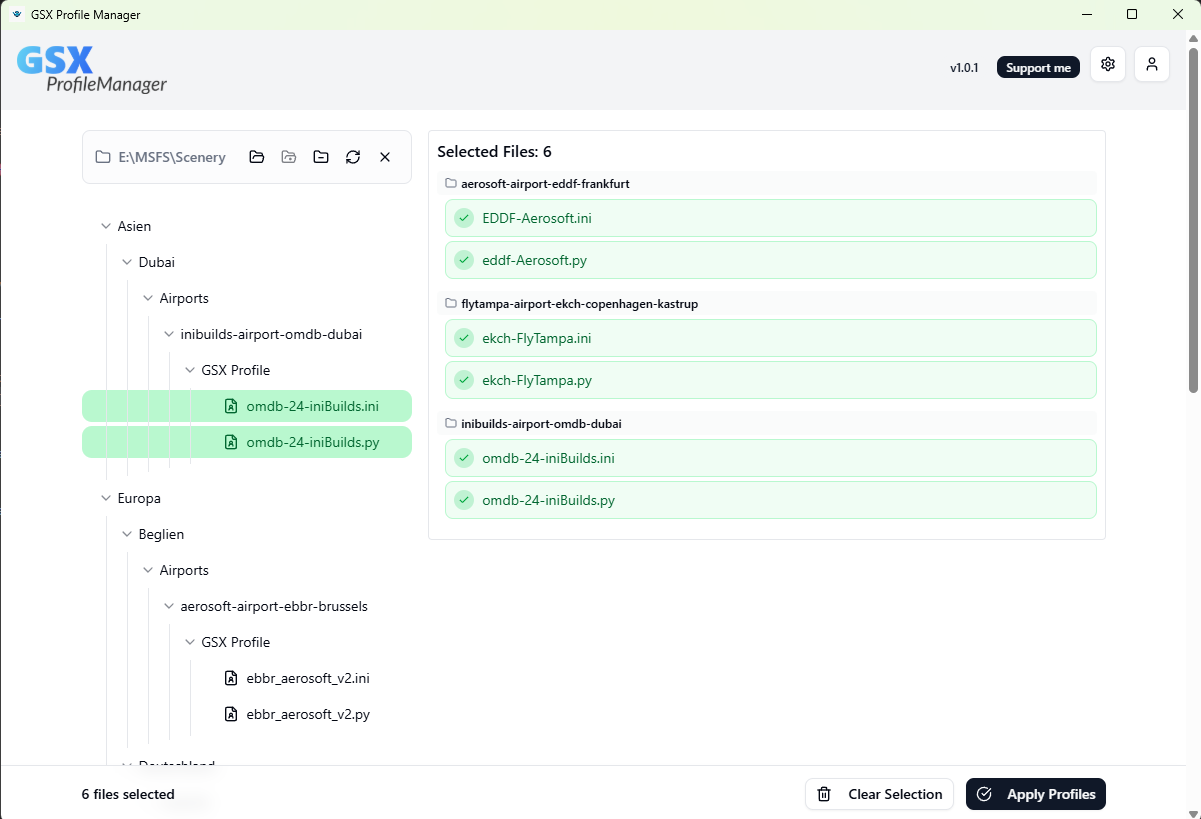 GSX Profile Manager
GSX
ProfileManager
v1.0.1
Support me
E:\MSFS\Scenery
Asien
Dubai
Airports
inibuilds-airport-omdb-dubai
GSX Profile
omdb-24-iniBuilds.ini
omdb-24-iniBuilds.py
Europa
Beglien
Airports
aerosoft-airport-ebbr-brussels
GSX Profile
ebbr_aerosoft_v2.ini
ebbr_aerosoft_v2.py
Deutschland
Selected Files: 6
aerosoft-airport-eddf-frankfurt
EDDF-Aerosoft.ini
eddf-Aerosoft.py
flytampa-airport-ekch-copenhagen-kastrup
ekch-FlyTampa.ini
ekch-FlyTampa.py
inibuilds-airport-omdb-dubai
omdb-24-iniBuilds.ini
omdb-24-iniBuilds.py
6 files selected
Clear Selection
Apply Profiles